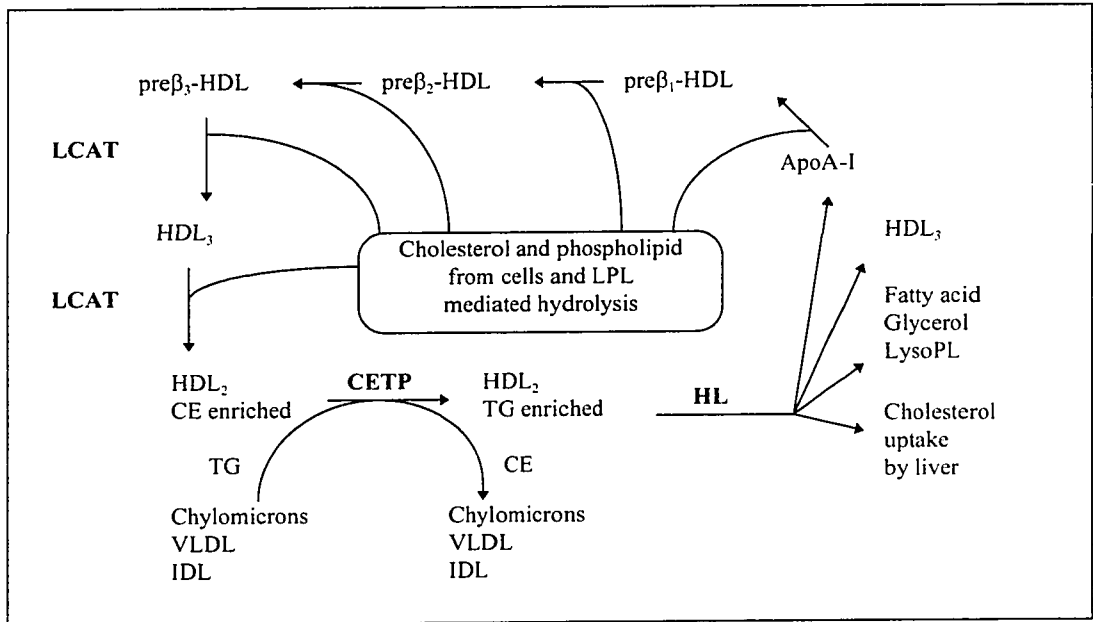 preβ₃-HDL
preβ₂-HDL
preβ₁-HDL
LCAT
ApoA-I
HDL₃
HDL₃
Cholesterol and phospholipid
from cells and LPL
mediated hydrolysis
LCAT
Fatty acid
Glycerol
LysoPL
HDL₂
CE enriched
CETP
HDL₂
TG enriched
HL
Cholesterol
uptake
by liver
TG
CE
Chylomicrons
VLDL
IDL
Chylomicrons
VLDL
IDL